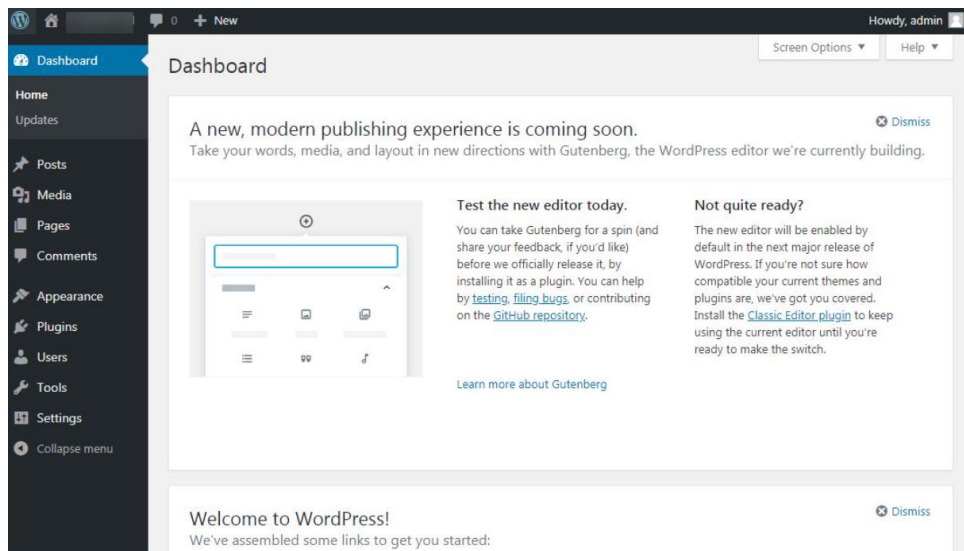 0 New Howdy, admin
Screen Options Help
Dashboard
Home
Updates
Posts
Media
Pages
Comments
Appearance
Plugins
Users
Tools
Settings
Collapse menu
Dashboard
Dismiss
A new, modern publishing experience is coming soon.
Take your words, media, and layout in new directions with Gutenberg, the WordPress editor we're currently building.
Test the new editor today.
You can take Gutenberg for a spin (and
share your feedback, if you'd like)
before we officially release it, by
installing it as a plugin. You can help
by testing, filing bugs, or contributing
on the GitHub repository.
Learn more about Gutenberg
Not quite ready?
The new editor will be enabled by
default in the next major release of
WordPress. If you're not sure how
compatible your current themes and
plugins are, we've got you covered.
Install the Classic Editor plugin to keep
using the current editor until you're
ready to make the switch.
Dismiss
Welcome to WordPress!
We've assembled some links to get you started: